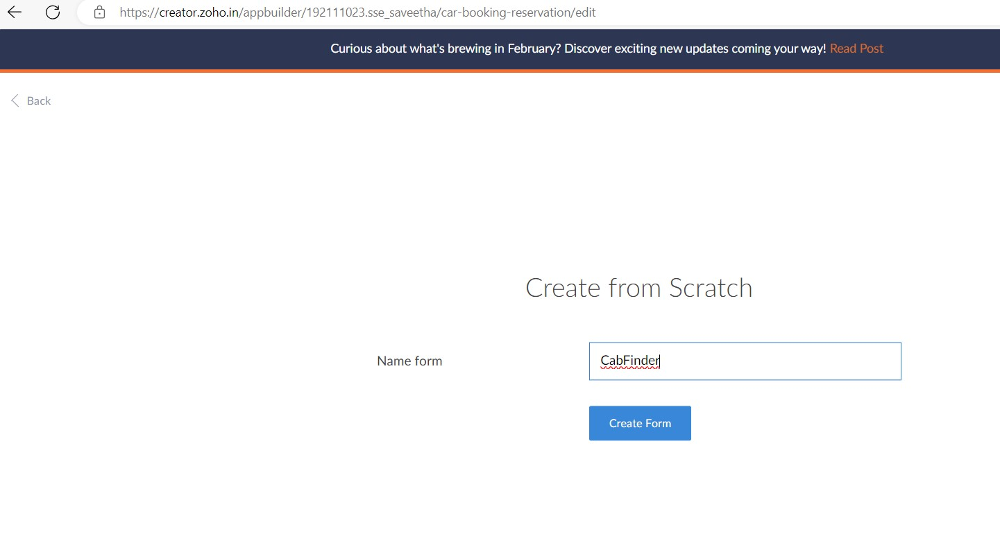 https://creator.zoho.in/appbuilder/192111023.sse_saveetha/car-booking-reservation/edit
Curious about what's brewing in February? Discover exciting new updates coming your way! Read Post
Back
Create from Scratch
Name form
CabFinder
Create Form